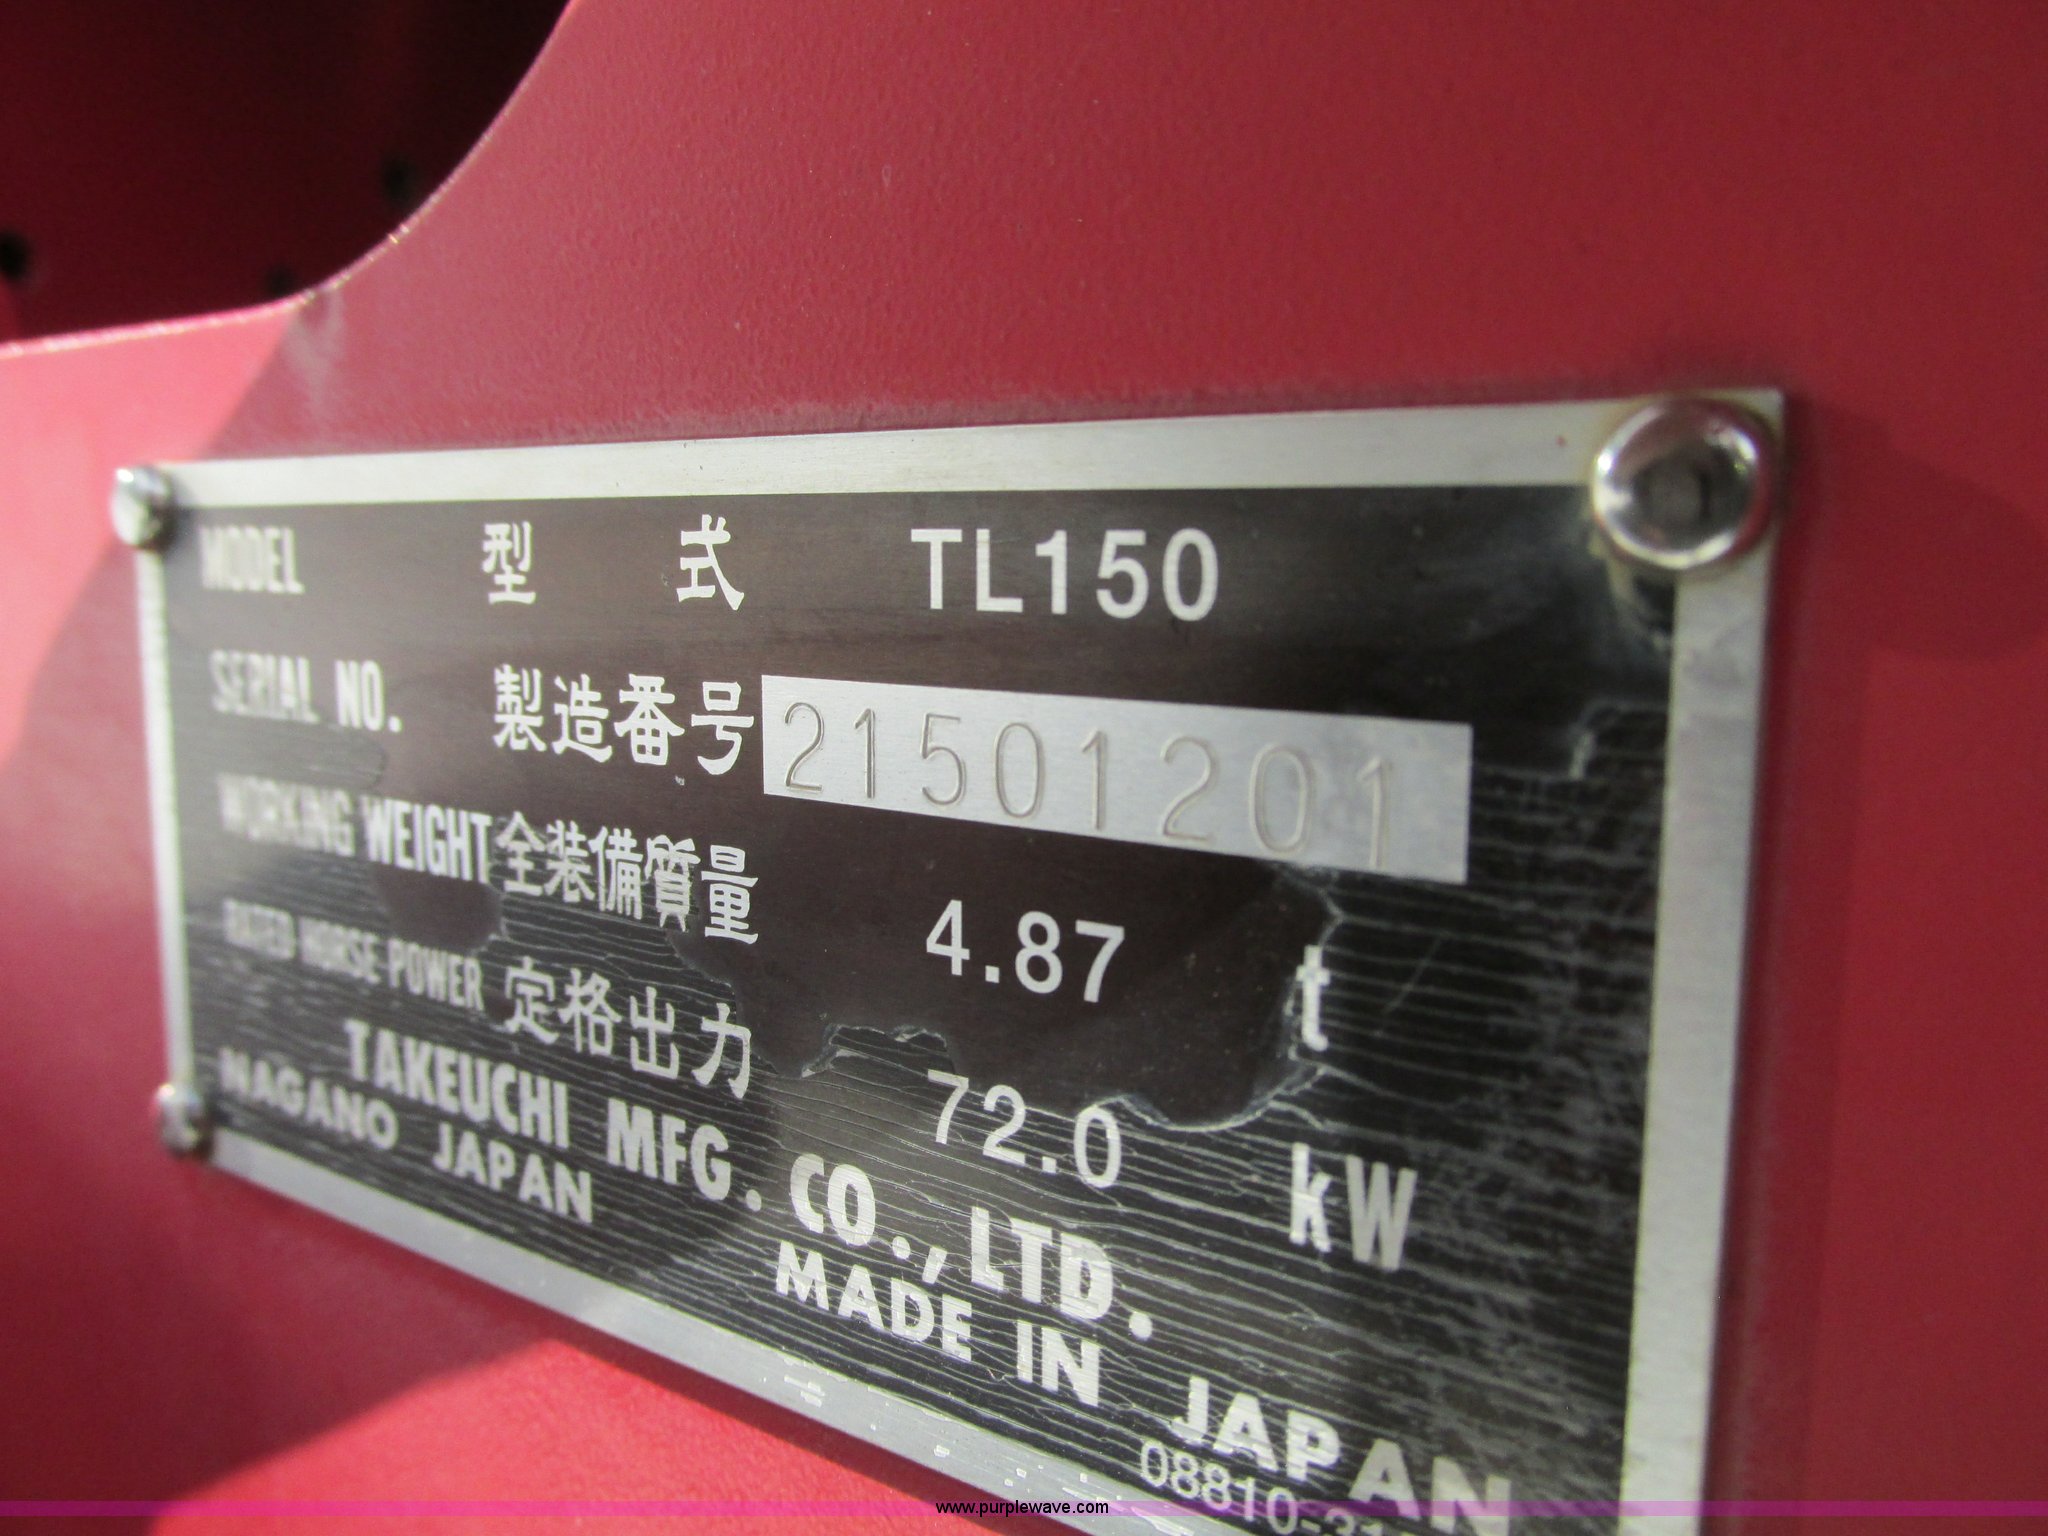 MODEL 型式 TL150
SERIAL NO. 製造番号 21501201
WORKING WEIGHT 全装備質量 4.87 t
RATED HORSE POWER 定格出力 72.0 kW
TAKEUCHI MFG. CO., LTD.
NAGANO JAPAN MADE IN JAPAN
www.purplewave.com